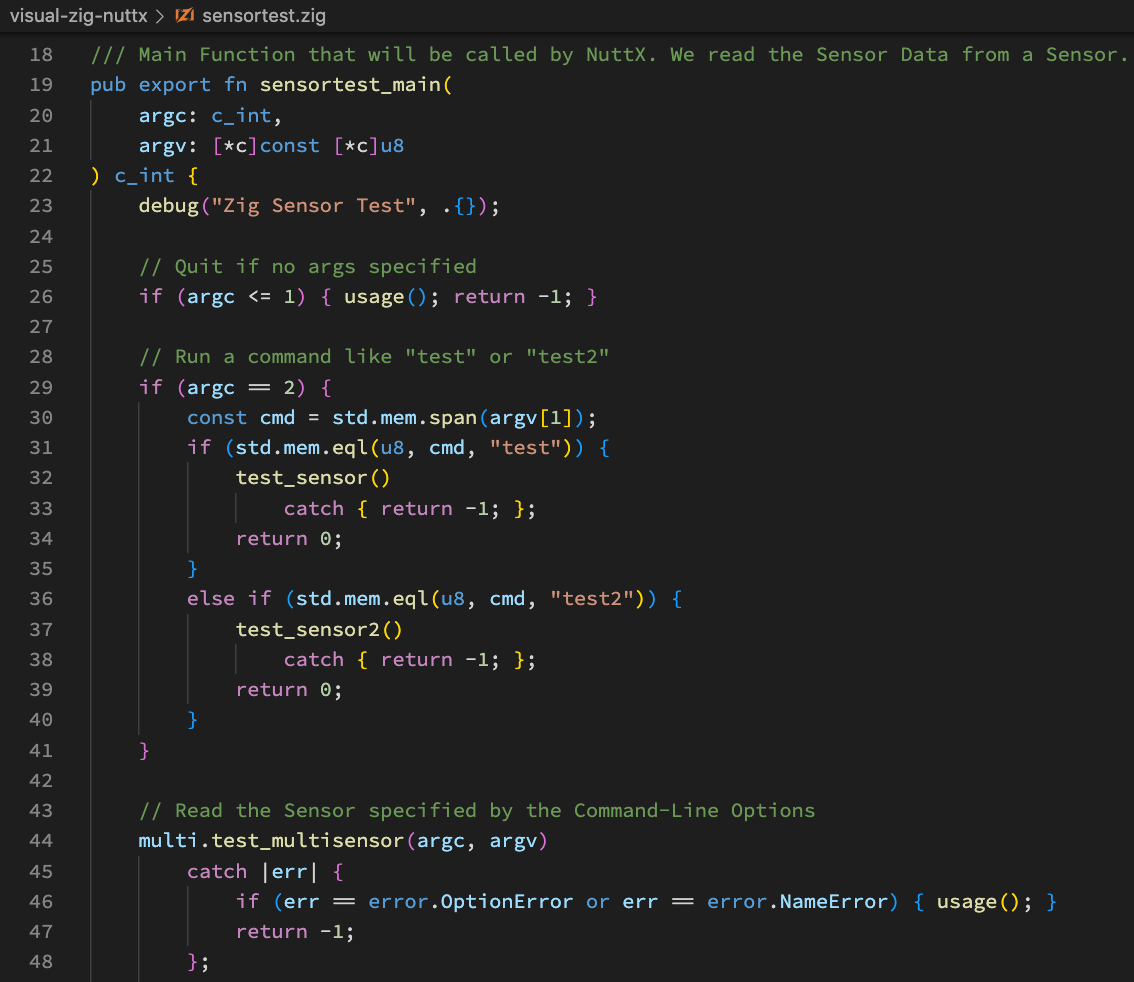 visual-zig-nuttx > sensortest.zig
18 /// Main Function that will be called by NuttX. We read the Sensor Data from a Sensor.
19 pub export fn sensortest_main(
20     argc: c_int,
21     argv: [*c]const [*c]u8
22 ) c_int {
23     debug("Zig Sensor Test", .{});
24
25     // Quit if no args specified
26     if (argc <= 1) { usage(); return -1; }
27
28     // Run a command like "test" or "test2"
29     if (argc == 2) {
30         const cmd = std.mem.span(argv[1]);
31         if (std.mem.eql(u8, cmd, "test")) {
32             test_sensor()
33                 catch { return -1; };
34             return 0;
35         }
36         else if (std.mem.eql(u8, cmd, "test2")) {
37             test_sensor2()
38                 catch { return -1; };
39             return 0;
40         }
41     }
42
43     // Read the Sensor specified by the Command-Line Options
44     multi.test_multisensor(argc, argv)
45         catch |err| {
46             if (err == error.OptionError or err == error.NameError) { usage(); }
47             return -1;
48         };